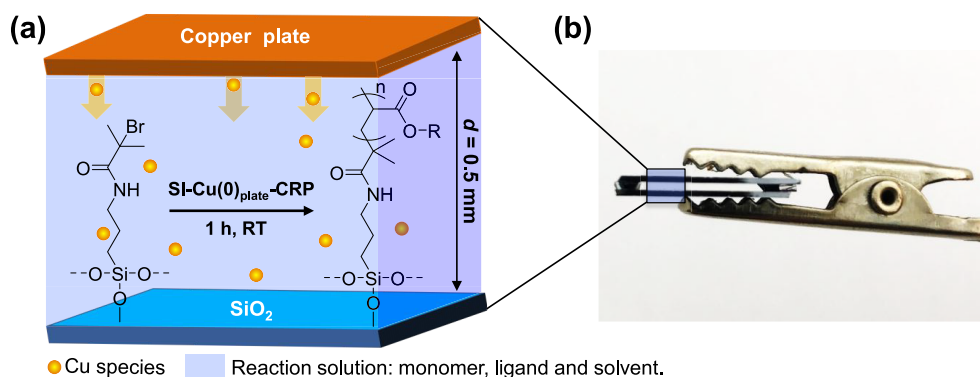 (a)
Copper plate
(b)
Br
O
NH
O
Si
O
O
n
O
O-R
O
NH
O
Si
O
O
SI-Cu(0)plate-CRP
1 h, RT
d = 0.5 mm
SiO2
Cu species
Reaction solution: monomer, ligand and solvent.